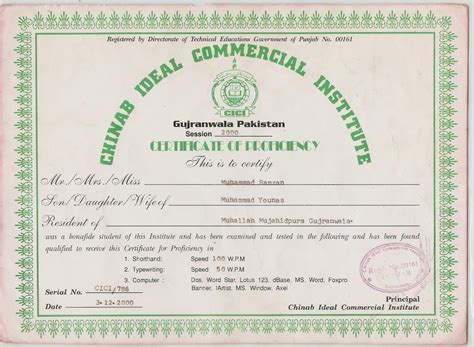 Registered by Directorate of Technical Educations Government of Punjab No. 00161
CHINAB IDEAL COMMERCIAL INSTITUTE
CICI
Gujranwala Pakistan
Session 2000
CERTIFICATE OF PROFICIENCY
This is to certify
Mr./Mrs./Miss Muhammad Ramzan
Son/Daughter/Wife of Muhammad Younas
Resident of Muhallah Mujahidpura Gujranwala
was a bonafide student of this Institute and has been examined and tested in the following and has been found
qualified to receive this Certificate for Proficiency in
1. Shorthand: Speed 100 W.P.M
2. Typewriting: Speed 50 W.P.M
3. Computer : Dos, Word Star, Lotus 123, dBase, MS. Word, Foxpro
Banner, !Artist, MS. Window, Axel
Serial No. CICI/786
Date 3-12-2000
00161
Principal
Chinab Ideal Commercial Institute